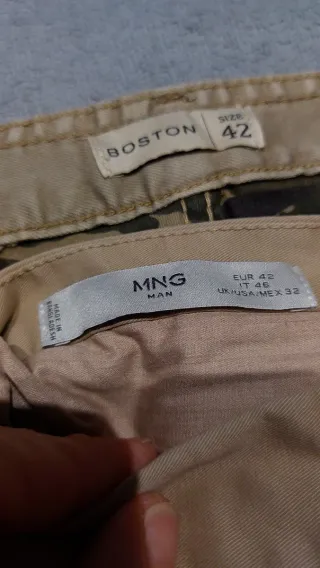 BOSTON
SIZE
42
MNG
MAN
EUR 42
IT 46
UK/USA/MEX 32
MADE IN
BANGLADESH